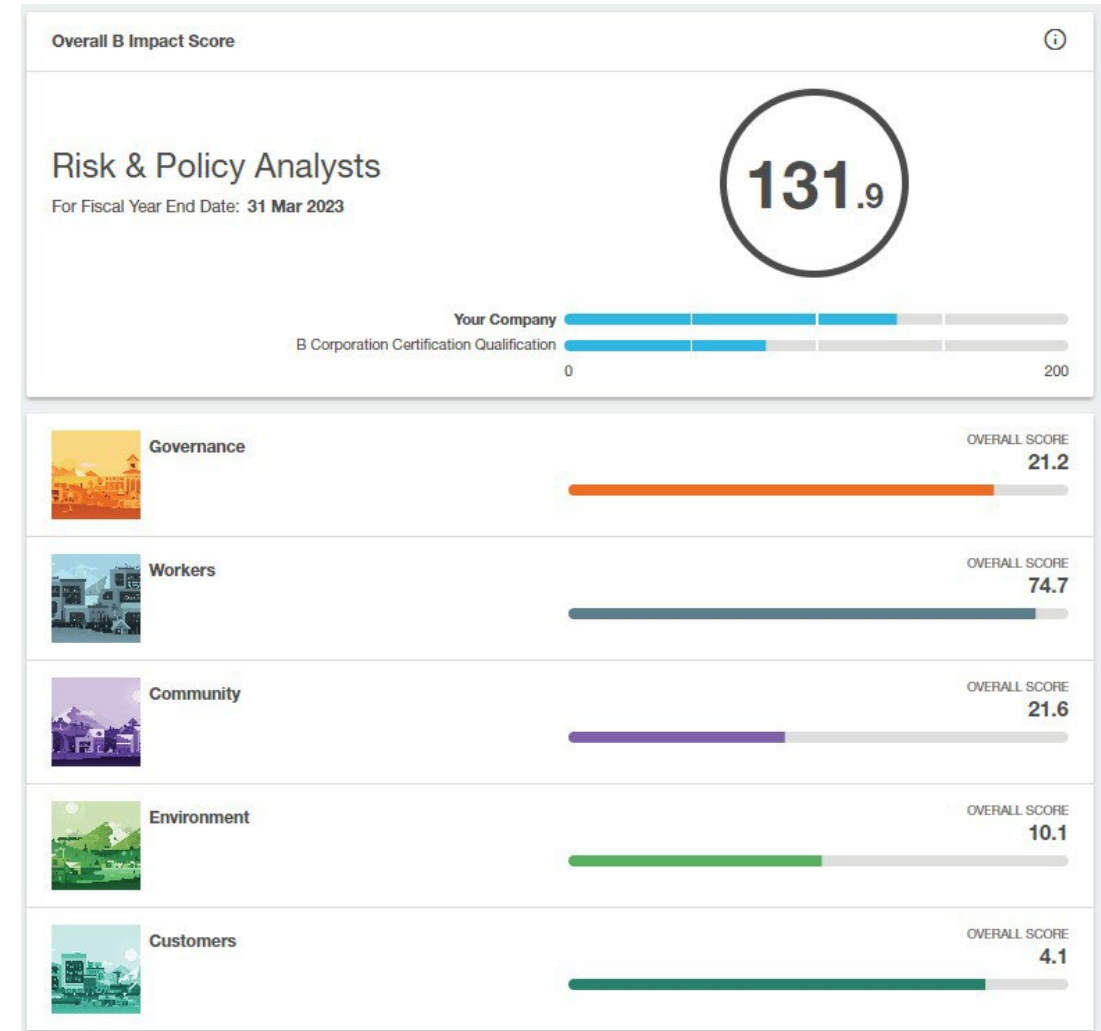 Overall B Impact Score
Risk & Policy Analysts
For Fiscal Year End Date: 31 Mar 2023
131.9
Your Company
B Corporation Certification Qualification
0 200
Governance
OVERALL SCORE
21.2
Workers
OVERALL SCORE
74.7
Community
OVERALL SCORE
21.6
Environment
OVERALL SCORE
10.1
Customers
OVERALL SCORE
4.1